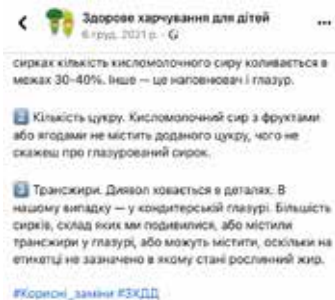 Здорове харчування для дітей
6 груд. 2021 р.
сирках кількість кисломолочного сиру коливається в
межах 30-40%. Інше — це наповнювач і глазур.
2 Кількість цукру. Кисломолочний сир з фруктами
або ягодами не містить доданого цукру, чого не
скажеш про глазурований сирок.
3 Трансжири. Диявол ховається в деталях. В
нашому випадку — у кондитерській глазурі. Більшість
сирків, склад яких ми подивилися, або містили
трансжири у глазурі, або можуть містити, оскільки на
етикетці не зазначено в якому стані рослинний жир.
#Корисні_заміни #ЗХДД